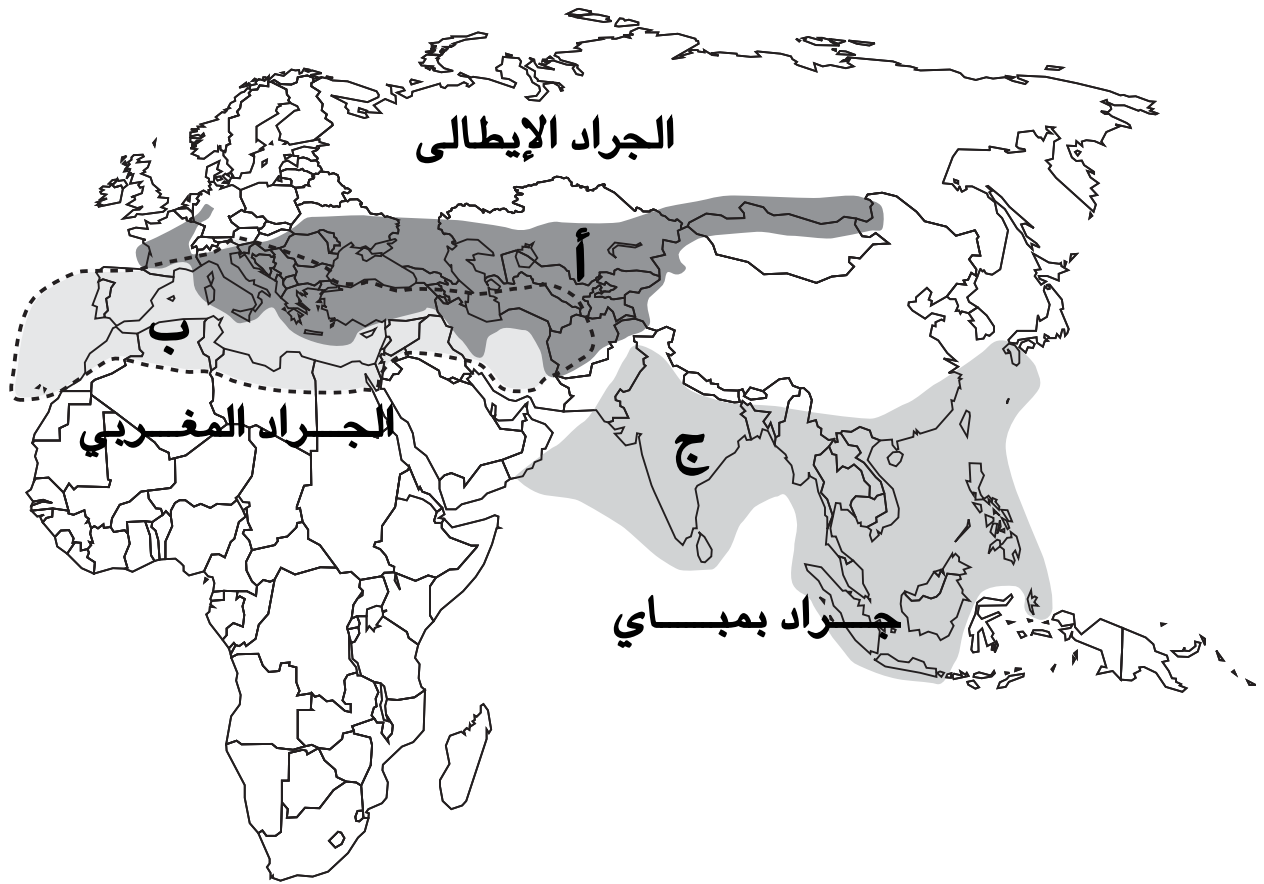 الجراد الإيطالى
أ
ب
الجـــراد المغـــربي
ج
جـــراد بمبـــاي